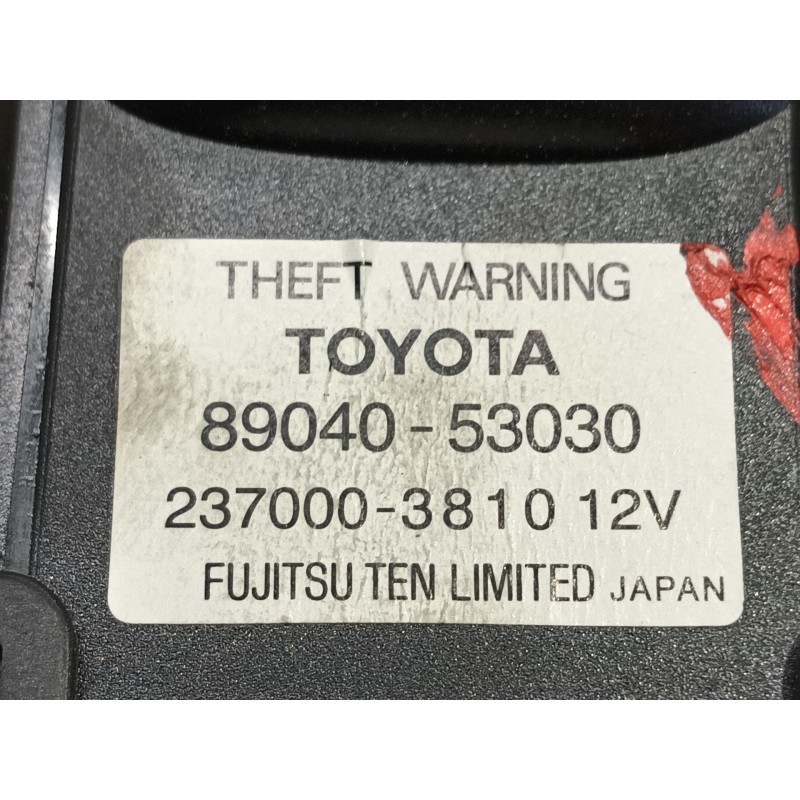 THEFT WARNING
TOYOTA
89040-53030
237000-3810 12V
FUJITSU TEN LIMITED JAPAN